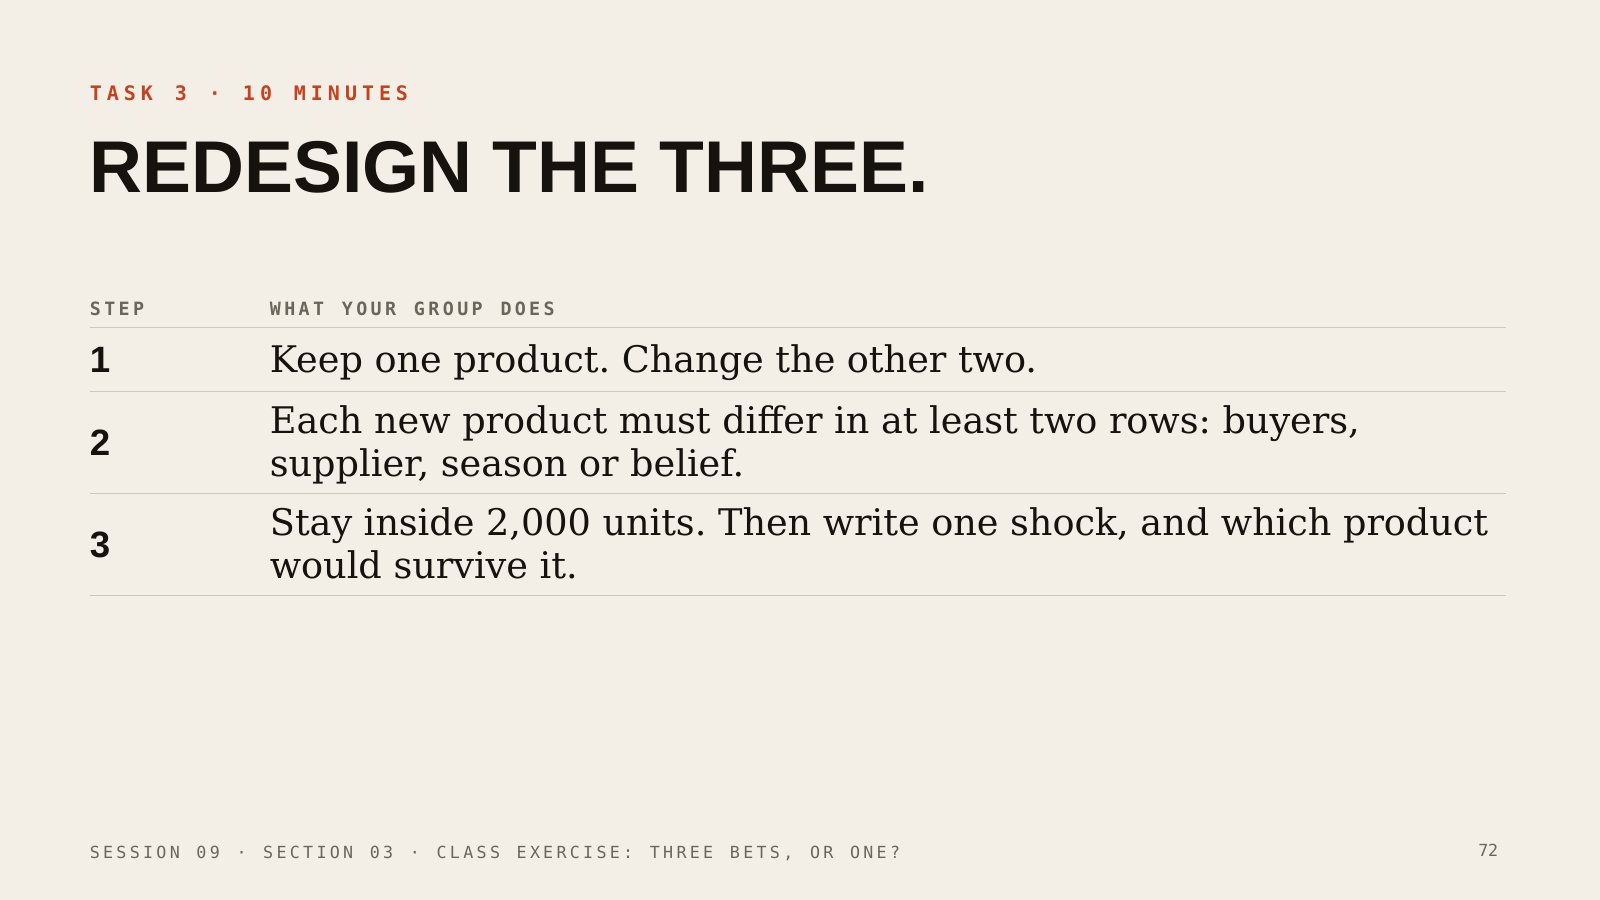 TASK 3 · 10 MINUTES
REDESIGN THE THREE.
STEP WHAT YOUR GROUP DOES
1 Keep one product. Change the other two.
2 Each new product must differ in at least two rows: buyers,
supplier, season or belief.
3 Stay inside 2,000 units. Then write one shock, and which product
would survive it.
SESSION 09 · SECTION 03 · CLASS EXERCISE: THREE BETS, OR ONE? 72